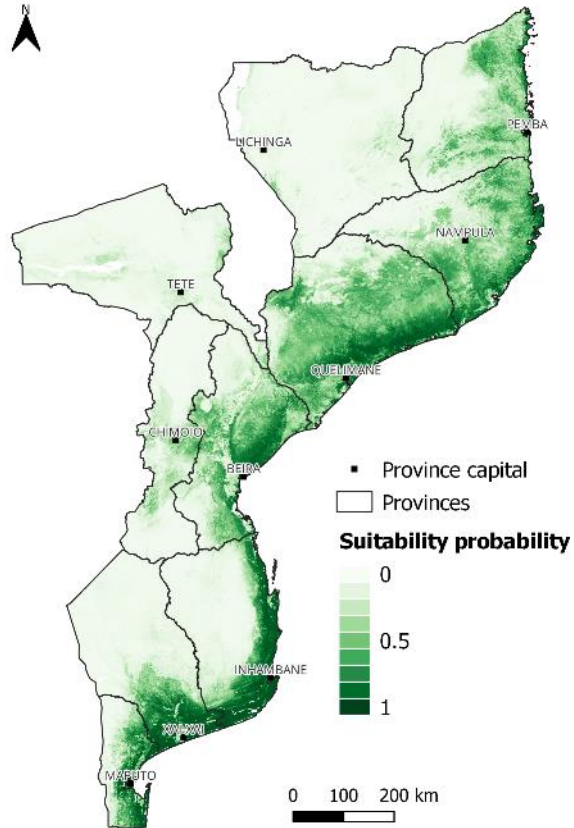 N
PEMBA
LICHINGA
NAMPULA
TETE
QUELIMANE
CHIMOIO
BEIRA
Province capital
Provinces
Suitability probability
0
0.5
1
INHAMBANE
XAI-XAI
MAPUTO
0 100 200 km